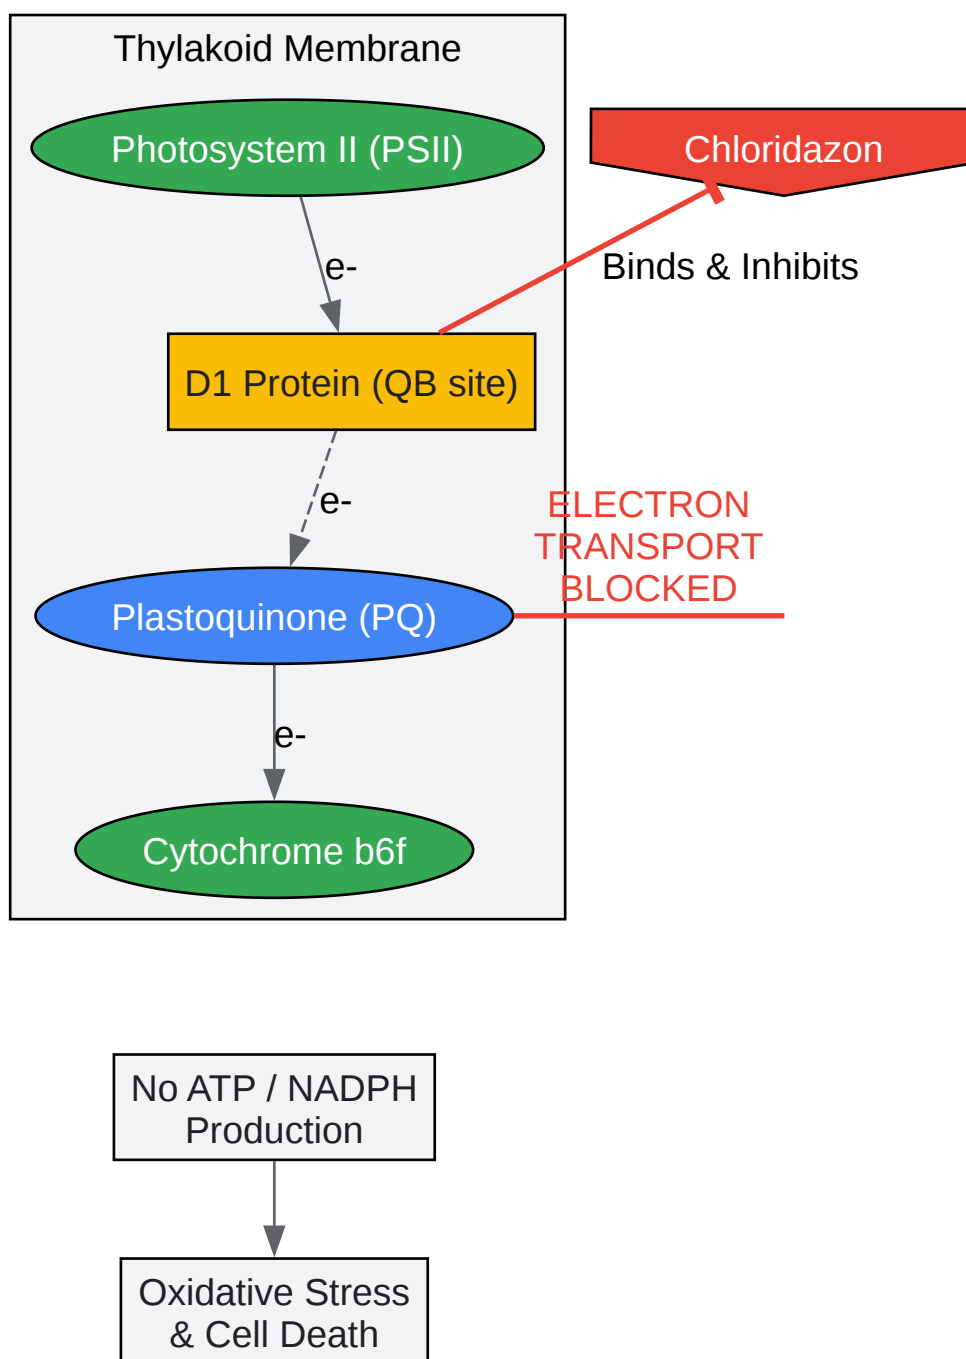 Thylakoid Membrane
Photosystem II (PSII)
Chloridazon
e-
Binds & Inhibits
D1 Protein (QB site)
e-
ELECTRON
TRANSPORT
BLOCKED
Plastoquinone (PQ)
e-
Cytochrome b6f
No ATP / NADPH
Production
Oxidative Stress
& Cell Death